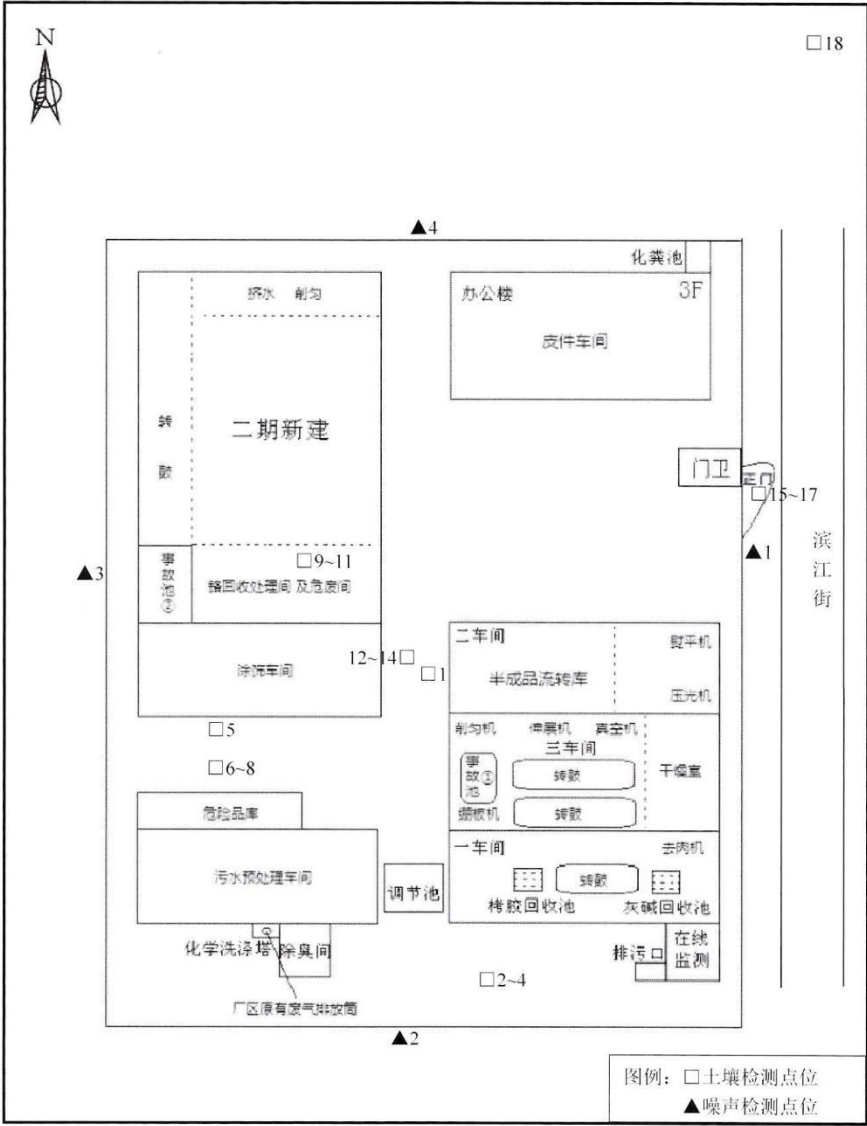 N
□18
▲4
化粪池
挤水 削匀
办公楼
3F
皮件车间
转鼓
二期新建
门卫
正门
□15~17
▲1
滨江街
▲3
事故池②
□9~11
铬回收处理间 及危废间
二车间
熨平机
12~14□
涂饰车间
□1
半成品流转库
压光机
□5
削匀机 伸展机 真空机
三车间
□6~8
事故池①
转鼓
干燥室
危险品库
绷板机
转鼓
一车间
去肉机
污水预处理车间
转鼓
调节池
栲胶回收池
灰碱回收池
化学洗涤塔
除臭间
排污口
在线监测
□2~4
厂区原有废气排放筒
▲2
图例：□土壤检测点位
▲噪声检测点位